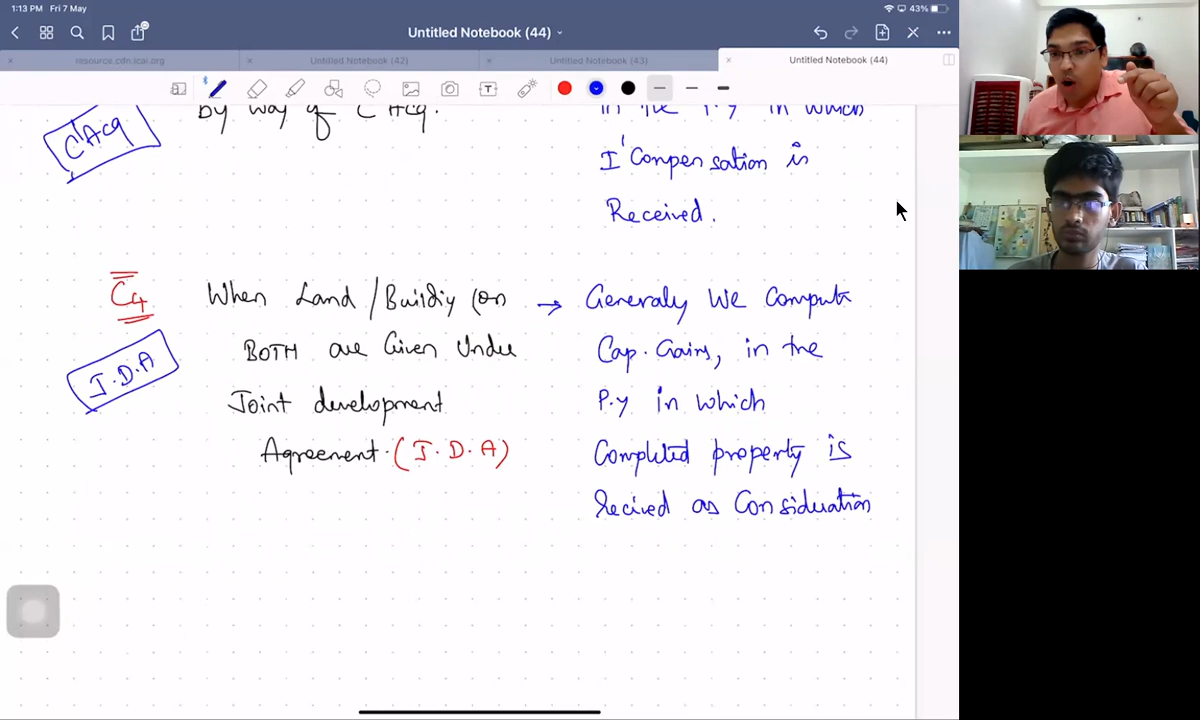 1:13 PM Fri 7 May
43%
Untitled Notebook (44)
resource.cdn.icai.org
Untitled Notebook (42)
Untitled Notebook (43)
Untitled Notebook (44)
C'Acq
by way of C'Acq.
in the P.y in which
I' Compensation is
Received.
C4
I.D.A
When Land / Buildiy (or)
BOTH are Given Under
Joint development
Agreement. (J.D.A)
→ Generaly We Compute
Cap. Gains, in the
P.y in which
Completed property is
Recived as Consideration